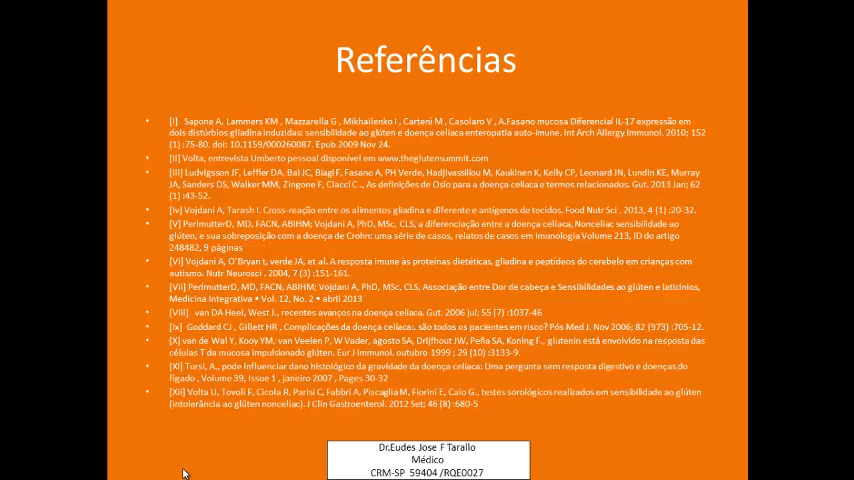 Referências
• [I] Sapone A, Lammers KM , Mazzarella G , Mikhailenko I , Cartenì M , Casolaro V , A.Fasano mucosa Diferencial IL-17 expressão em
dois distúrbios gliadina induzidas: sensibilidade ao glúten e doença celíaca enteropatia auto-imune. Int Arch Allergy Immunol. 2010; 152
(1) :75-80. doi: 10.1159/000260087. Epub 2009 Nov 24.
• [ii] Volta, entrevista Umberto pessoal disponível em www.theglutensummit.com
• [iii] Ludvigsson JF, Leffler DA, Bai JC, Biagi F, Fasano A, PH Verde, Hadjivassiliou M, Kaukinen K, Kelly CP, Leonard JN, Lundin KE, Murray
JA, Sanders DS, Walker MM, Zingone F, Ciacci C ., As definições de Oslo para a doença celíaca e termos relacionados. Gut. 2013 Jan; 62
(1) :43-52.
• [iv] Vojdani A, Tarash I. Cross-reação entre os alimentos gliadina e diferente e antígenos de tecidos. Food Nutr Sci . 2013, 4 (1) :20-32.
• [V] PerlmutterD, MD, FACN, ABIHM; Vojdani A, PhD, MSc, CLS, a diferenciação entre a doença celíaca, Nonceliac sensibilidade ao
glúten, e sua sobreposição com a doença de Crohn: uma série de casos, relatos de casos em Imunologia Volume 213, ID do artigo
248482, 9 páginas
• [Vi] Vojdani A, O'Bryan t, verde JA, et al. A resposta imune às proteínas dietéticas, gliadina e peptídeos do cerebelo em crianças com
autismo. Nutr Neurosci . 2004, 7 (3) :151-161.
• [Vii] PerlmutterD, MD, FACN, ABIHM; Vojdani A, PhD, MSc, CLS, Associação entre Dor de cabeça e Sensibilidades ao glúten e laticínios,
Medicina Integrativa • Vol. 12, No. 2 • abril 2013
• [Viii] van DA Heel, West J., recentes avanços na doença celíaca. Gut. 2006 jul; 55 (7) :1037-46
• [ix] Goddard CJ , Gillett HR , Complicações da doença celíaca:. são todos os pacientes em risco? Pós Med J. Nov 2006; 82 (973) :705-12.
• [X] van de Wal Y, Kooy YM, van Veelen P, W Vader, agosto SA, Drijfhout JW, Peña SA, Koning F., glutenin está envolvido na resposta das
células T da mucosa impulsionado glúten. Eur J Immunol. outubro 1999 ; 29 (10) :3133-9.
• [XI] Tursi, A., pode influenciar dano histológico da gravidade da doença celíaca: Uma pergunta sem resposta digestivo e doenças do
fígado , Volume 39, Issue 1 , janeiro 2007 , Pages 30-32
• [Xii] Volta U, Tovoli F, Cicola R, Parisi C, Fabbri A, Piscaglia M, Fiorini E, Caio G., testes sorológicos realizados em sensibilidade ao glúten
(intolerância ao glúten nonceliac). J Clin Gastroenterol. 2012 Set; 46 (8) :680-5
Dr.Eudes Jose F Tarallo
Médico
CRM-SP 59404 /RQE0027